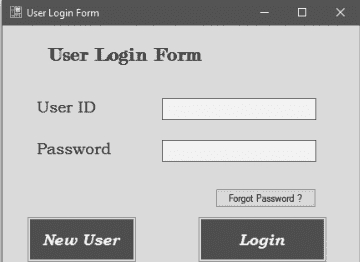 User Login Form
User Login Form
User ID
Password
Forgot Password ?
New User Login